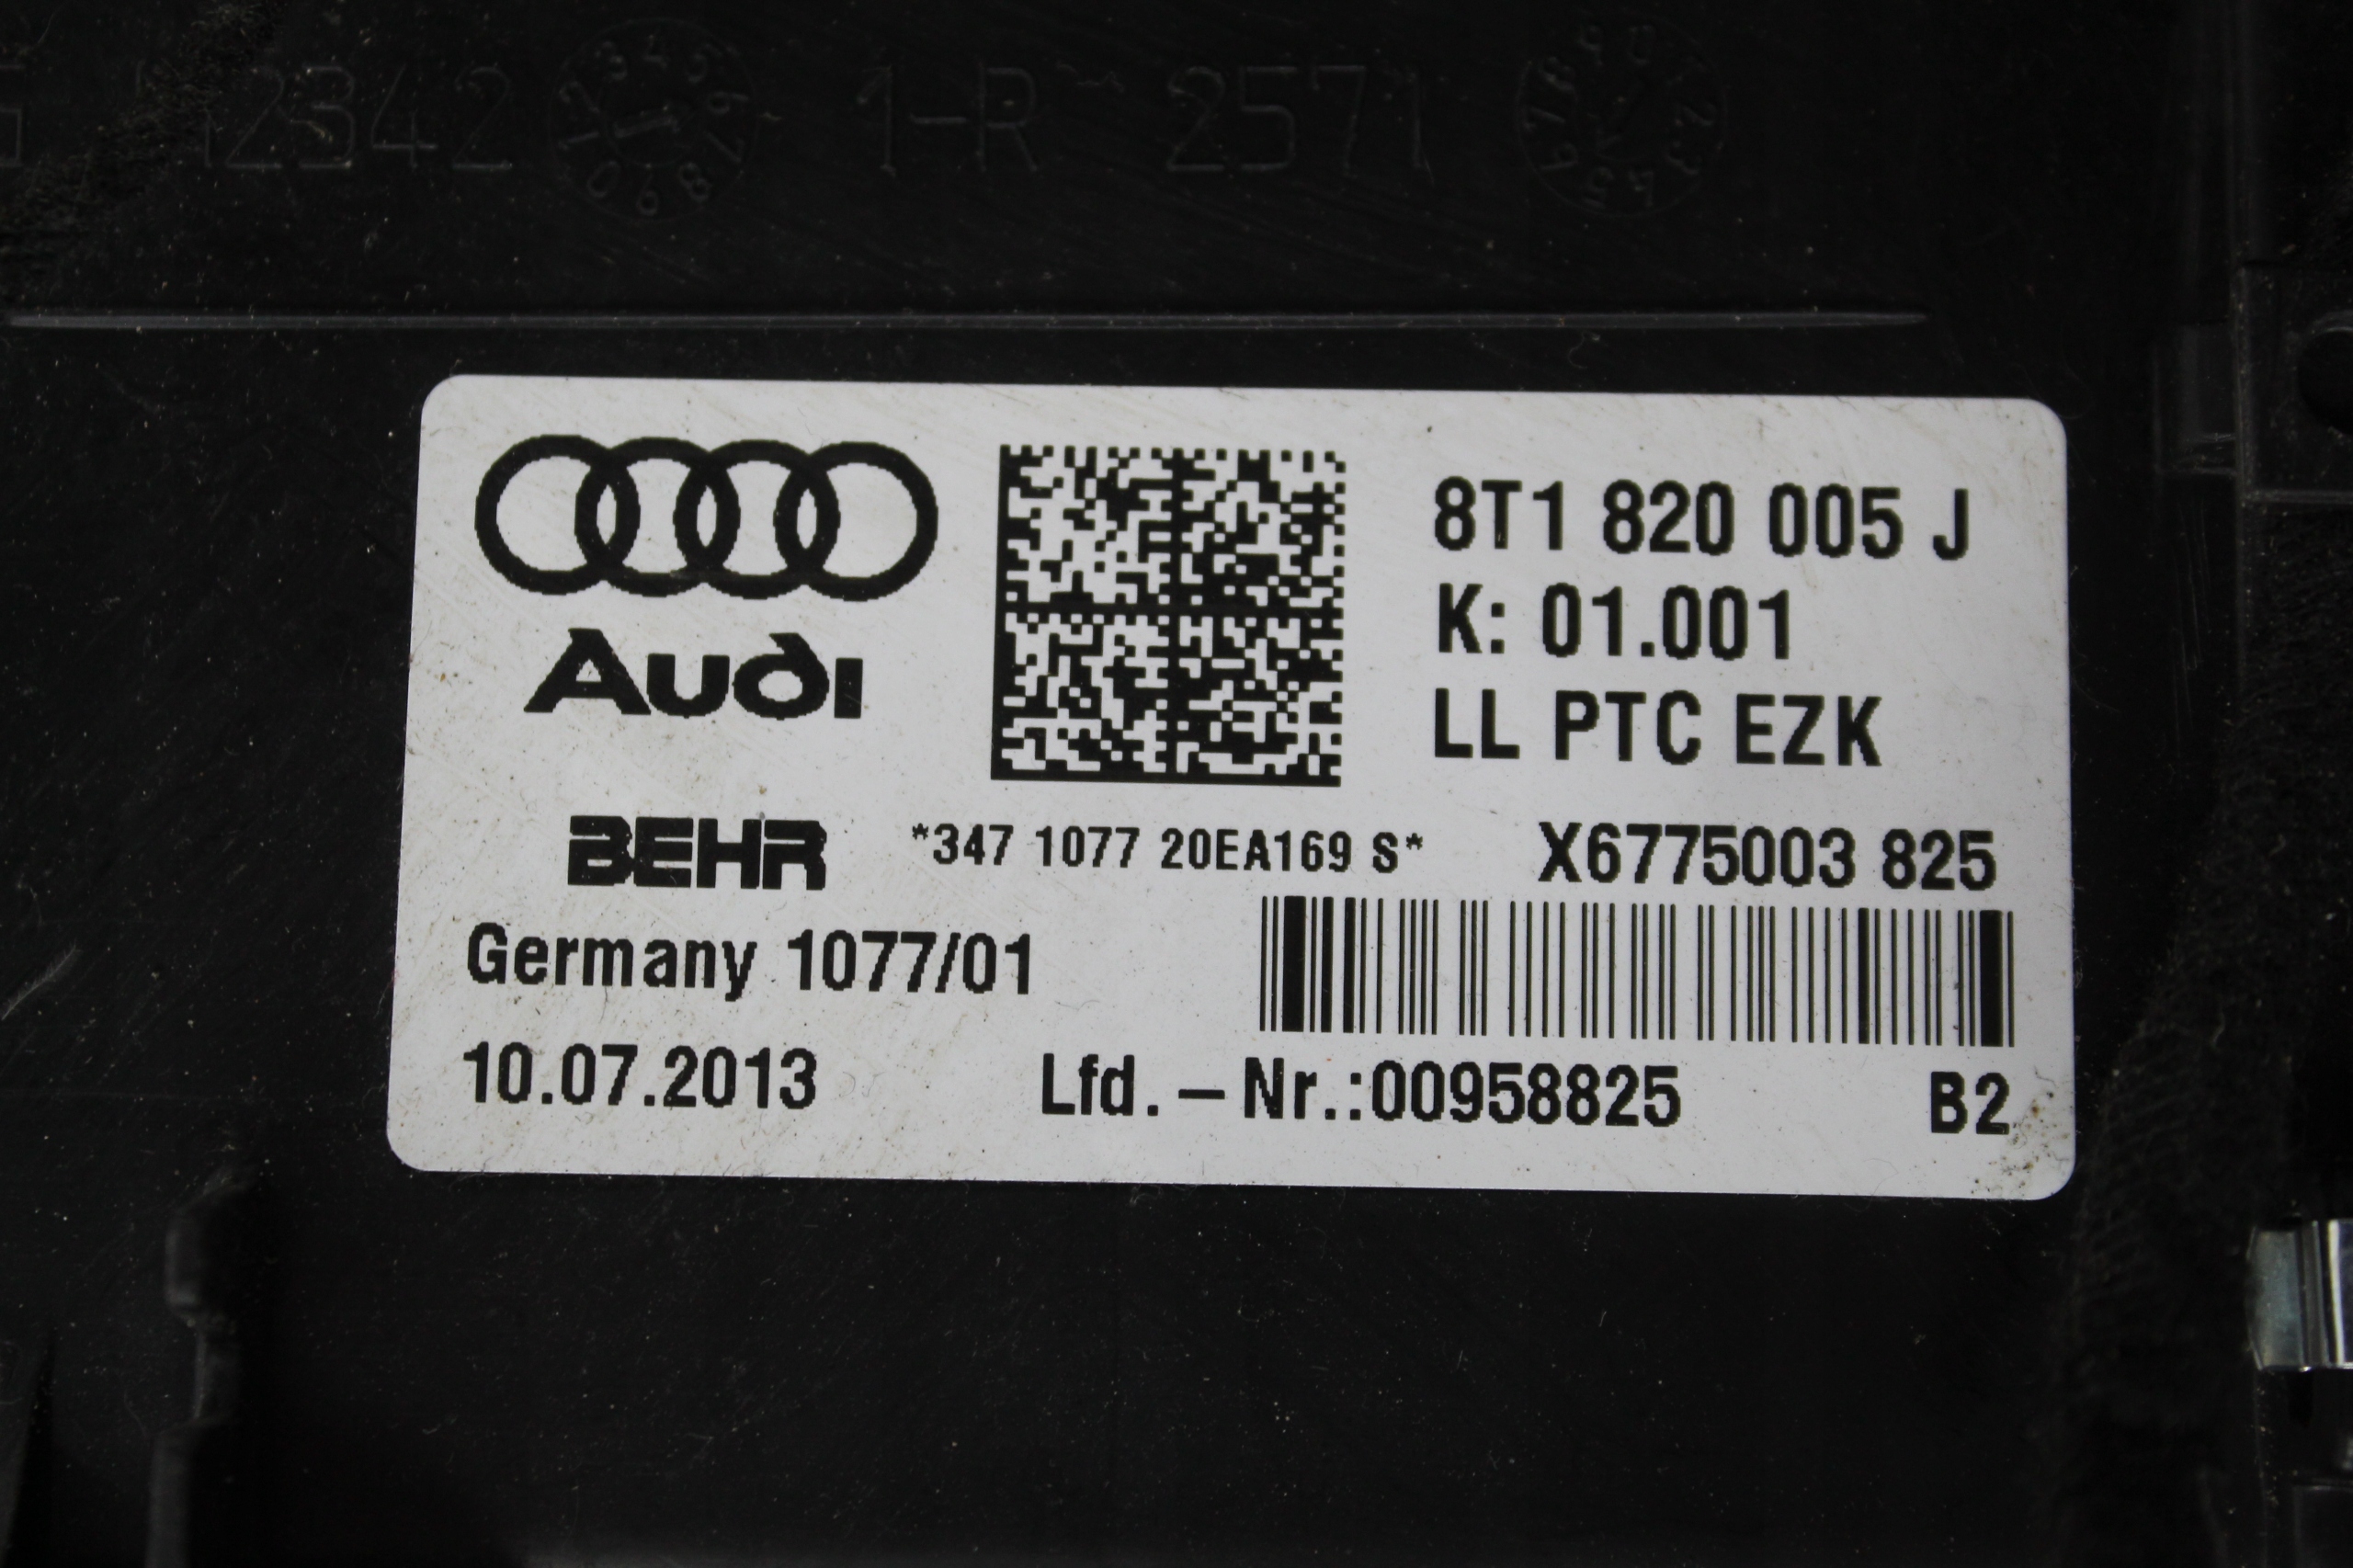 2342 1-R 2571
Audi
8T1 820 005 J
K: 01.001
LL PTC EZK
BEHR *347 1077 20EA169 S* X6775003 825
Germany 1077/01
10.07.2013 Lfd.-Nr.:00958825 B2